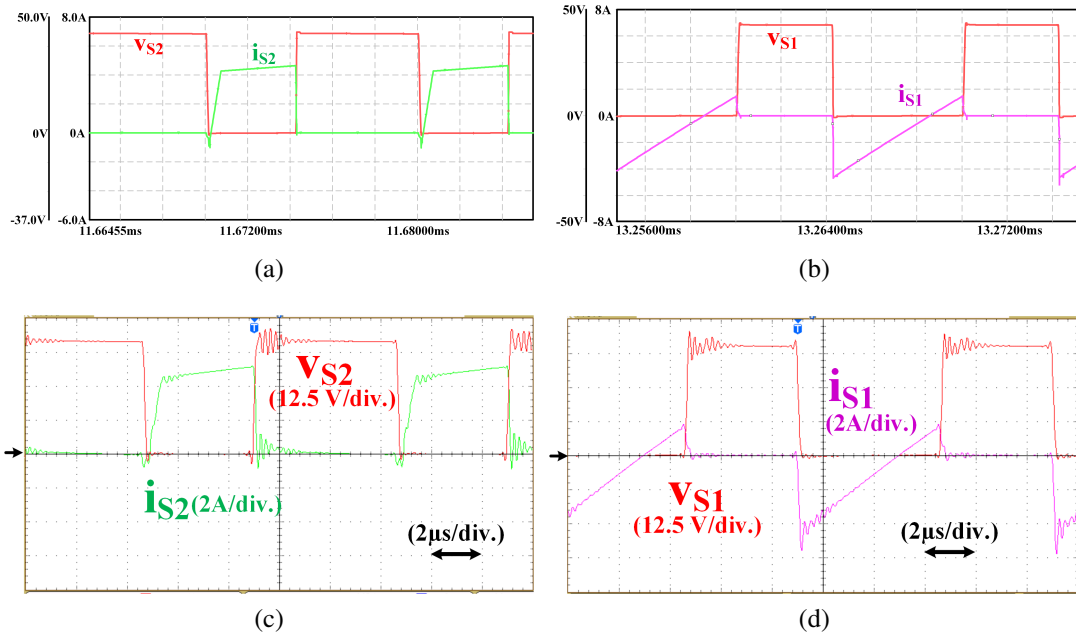 50.0V 8.0A
vS2
iS2
0V 0A
-37.0V -6.0A
11.66455ms 11.67200ms 11.68000ms
(a)
50V 8A
vS1
iS1
0V 0A
-50V -8A
13.25600ms 13.26400ms 13.27200ms
(b)
T
vS2
(12.5 V/div.)
iS2 (2A/div.)
(2µs/div.)
(c)
T
iS1
(2A/div.)
vS1
(12.5 V/div.)
(2µs/div.)
(d)